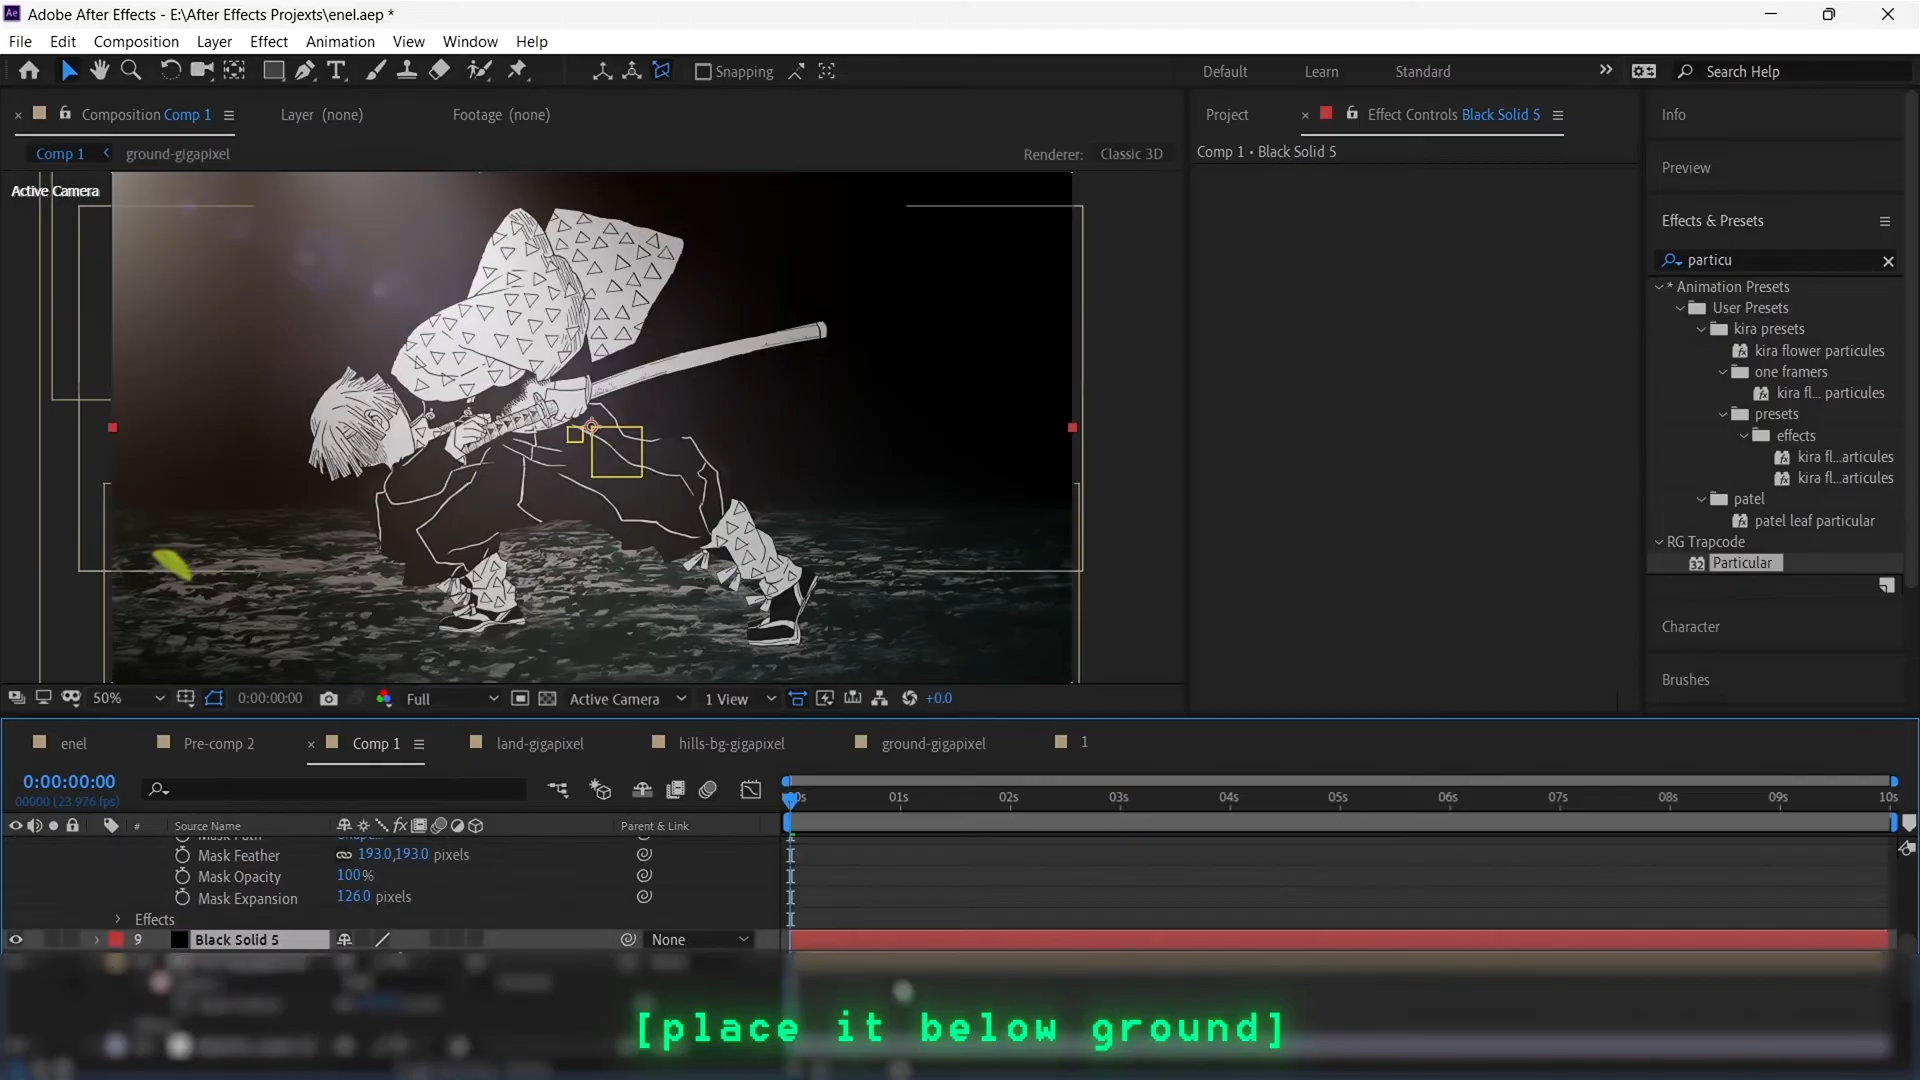 Adobe After Effects - E:\After Effects Projexts\enel.aep *
File Edit Composition Layer Effect Animation View Window Help
Snapping
Default Learn Standard
Search Help
Composition Comp 1
Layer (none)
Footage (none)
Comp 1 ground-gigapixel
Renderer: Classic 3D
Active Camera
50% 0:00:00:00 Full Active Camera 1 View +0.0
Project
Effect Controls Black Solid 5
Comp 1 • Black Solid 5
Info
Preview
Effects & Presets
particu
* Animation Presets
User Presets
kira presets
kira flower particules
one framers
kira fl... particules
presets
effects
kira fl...articules
kira fl...articules
patel
patel leaf particular
RG Trapcode
32 Particular
Character
Brushes
enel Pre-comp 2 Comp 1 land-gigapixel hills-bg-gigapixel ground-gigapixel 1
0:00:00:00
00000 (23.976 fps)
01s 02s 03s 04s 05s 06s 07s 08s 09s 10s
# Source Name Parent & Link
Mask Feather 193.0,193.0 pixels
Mask Opacity 100%
Mask Expansion 126.0 pixels
Effects
9 Black Solid 5 None
[place it below ground]